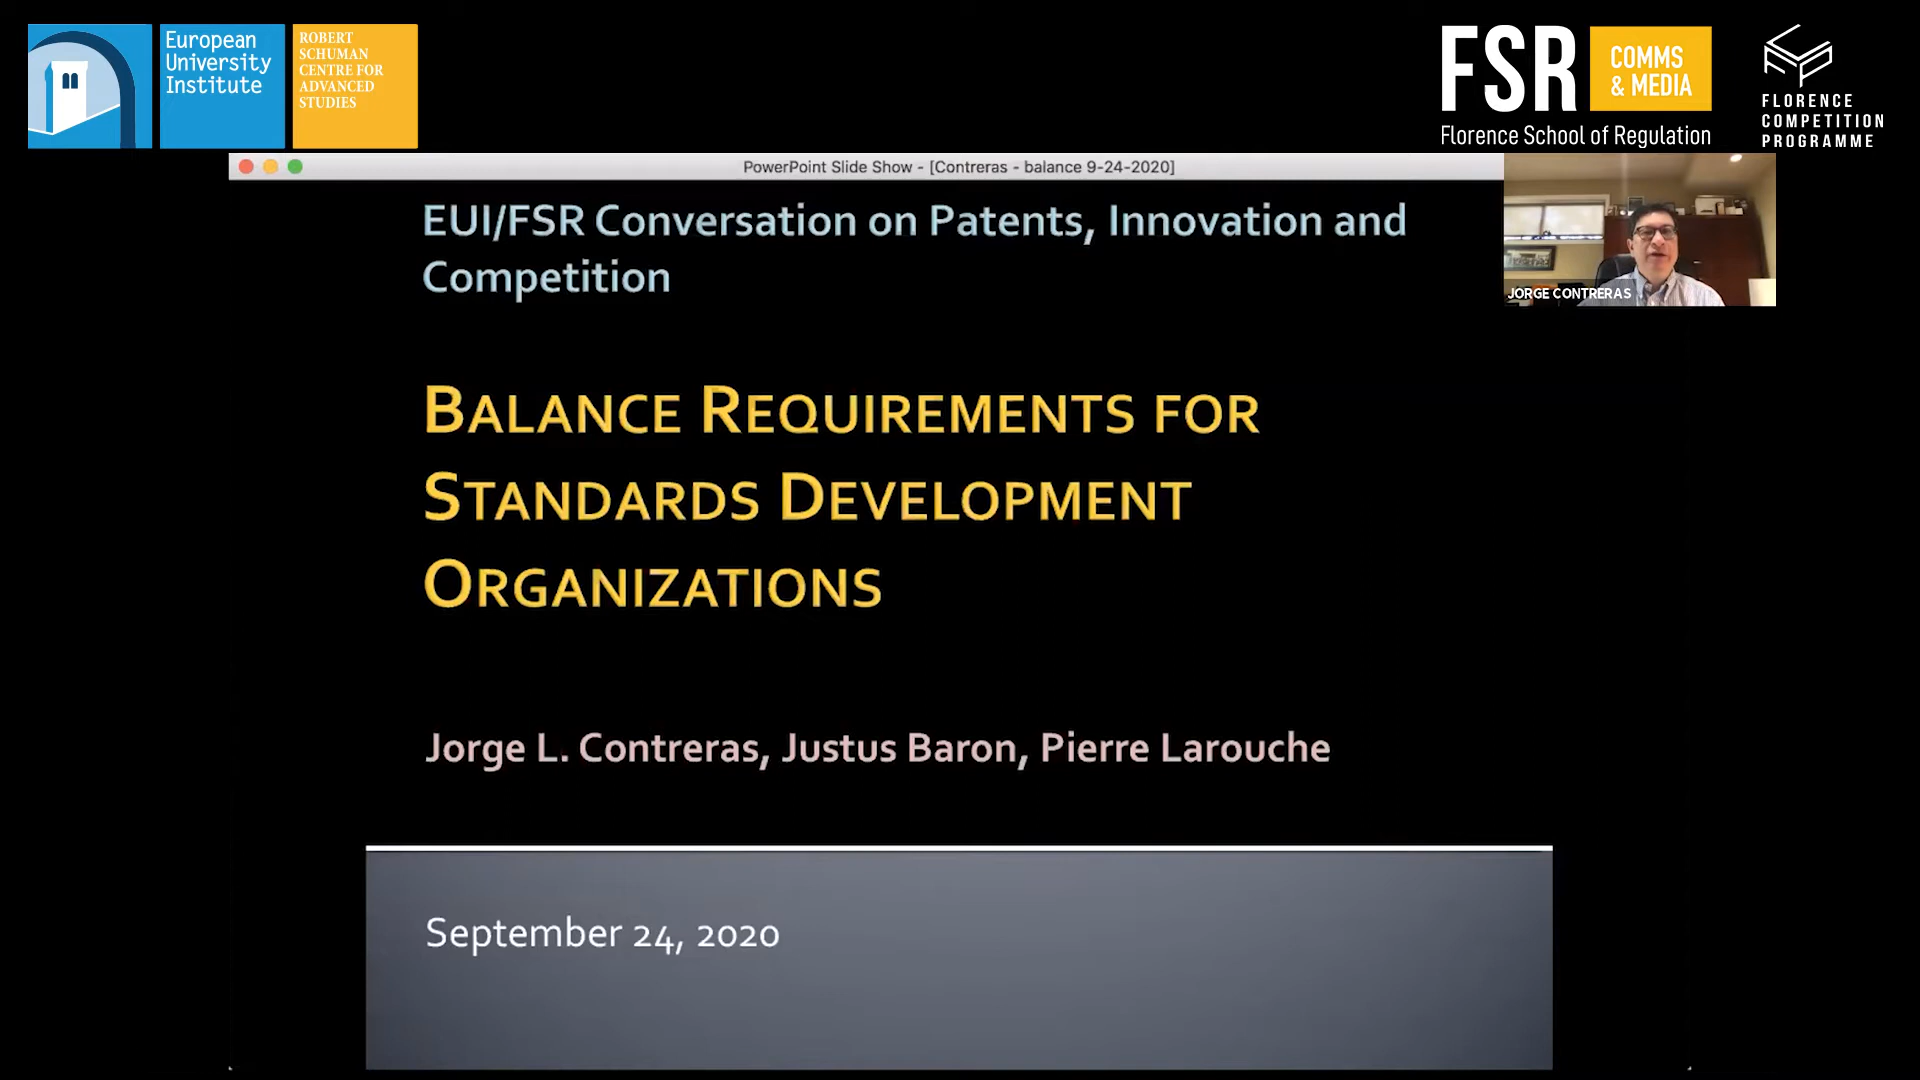 European
University
Institute
ROBERT
SCHUMAN
CENTRE FOR
ADVANCED
STUDIES
FSR
COMMS
& MEDIA
Florence School of Regulation
FLORENCE
COMPETITION
PROGRAMME
PowerPoint Slide Show - [Contreras - balance 9-24-2020]
JORGE CONTRERAS
EUI/FSR Conversation on Patents, Innovation and
Competition
BALANCE REQUIREMENTS FOR
STANDARDS DEVELOPMENT
ORGANIZATIONS
Jorge L. Contreras, Justus Baron, Pierre Larouche
September 24, 2020